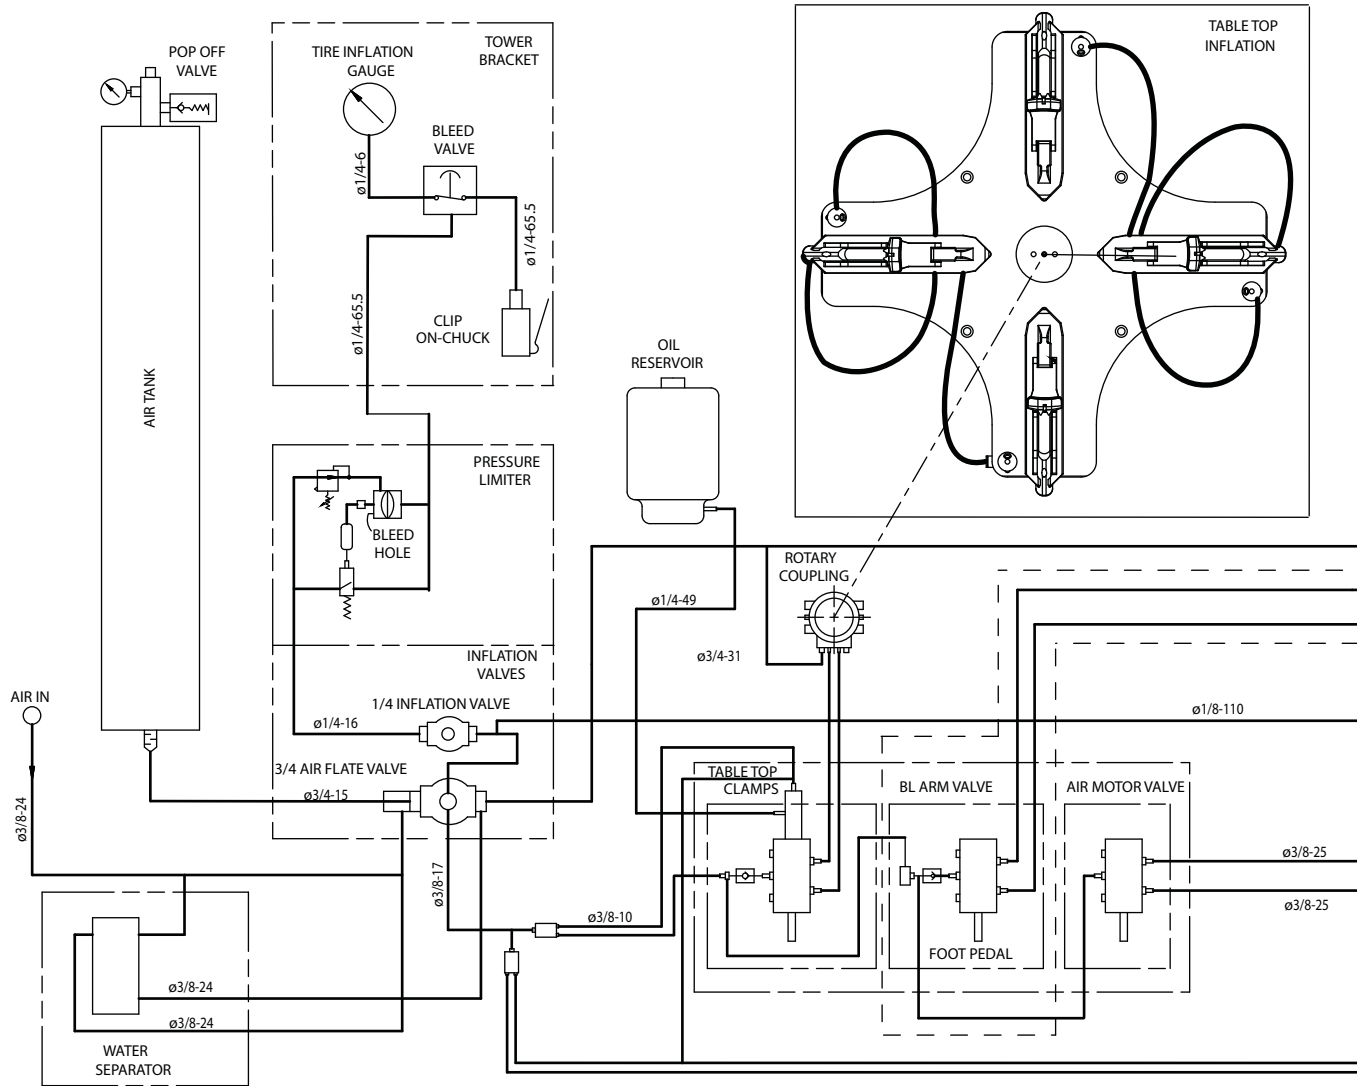 POP OFF
VALVE
TOWER
BRACKET
TIRE INFLATION
GAUGE
TABLE TOP
INFLATION
BLEED
VALVE
ø1/4-6
ø1/4-65.5
ø1/4-65.5
CLIP
ON-CHUCK
AIR TANK
OIL
RESERVOIR
PRESSURE
LIMITER
BLEED
HOLE
ROTARY
COUPLING
ø1/4-49
ø3/4-31
INFLATION
VALVES
AIR IN
1/4 INFLATION VALVE
ø1/4-16
ø1/8-110
3/4 AIR FLATE VALVE
ø3/4-15
TABLE TOP
CLAMPS
BL ARM VALVE
AIR MOTOR VALVE
ø3/8-24
ø3/8-17
ø3/8-25
ø3/8-25
ø3/8-10
FOOT PEDAL
ø3/8-24
ø3/8-24
WATER
SEPARATOR